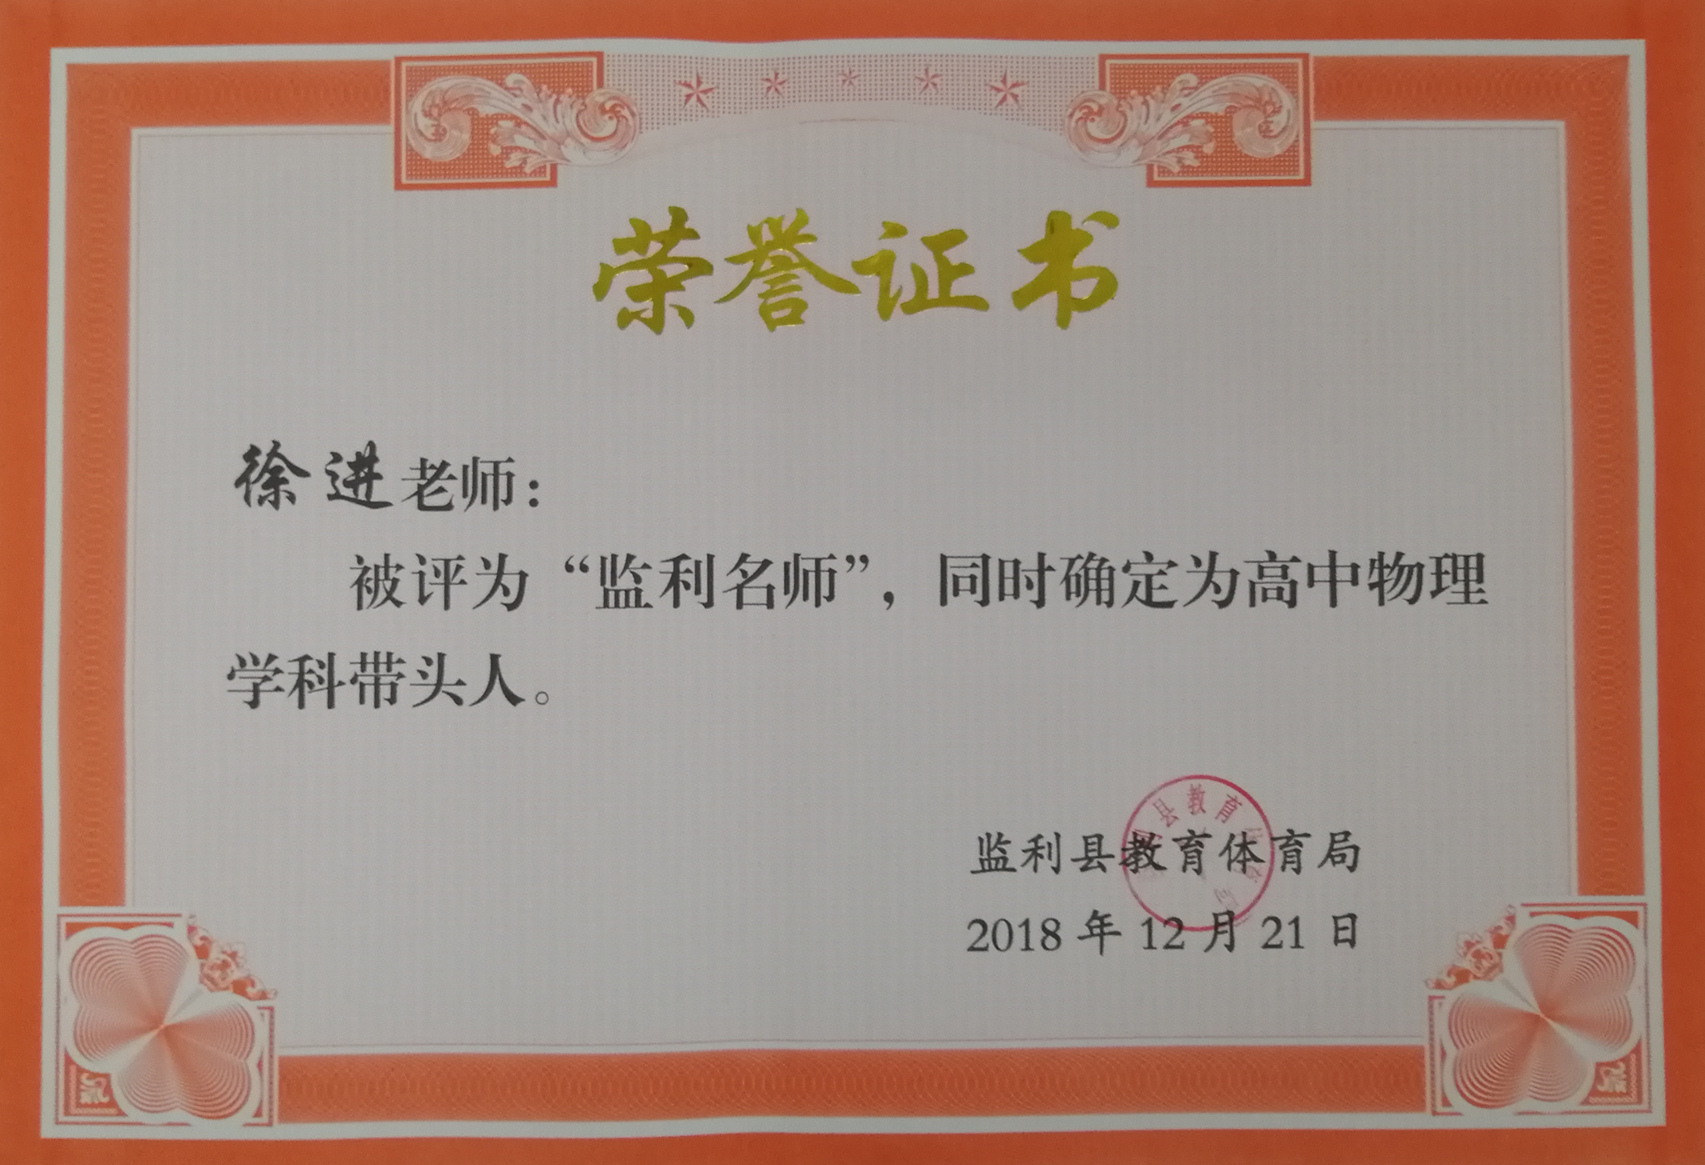 荣誉证书
徐进老师：
被评为“监利名师”，同时确定为高中物理
学科带头人。
监利县教育体育局
2018年12月21日